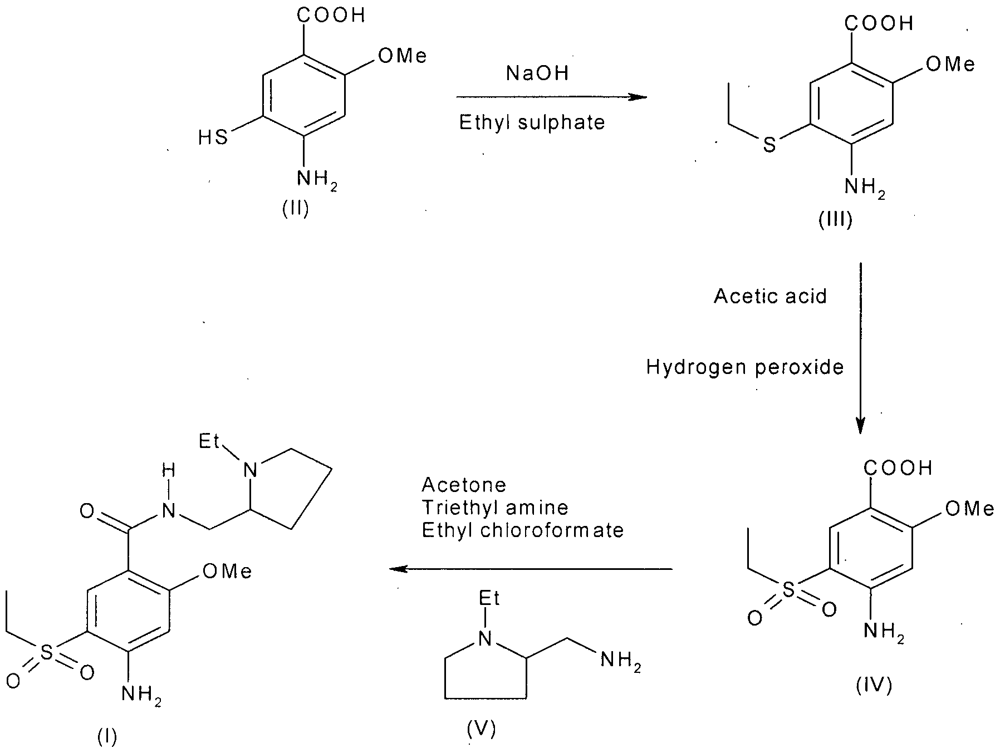 COOH
OMe
HS
NH2
(II)
NaOH
Ethyl sulphate
COOH
OMe
S
NH2
(III)
Acetic acid
Hydrogen peroxide
COOH
OMe
S
O
O
NH2
(IV)
Acetone
Triethyl amine
Ethyl chloroformate
Et
N
NH2
(V)
Et
N
H
N
O
OMe
S
O
O
NH2
(I)